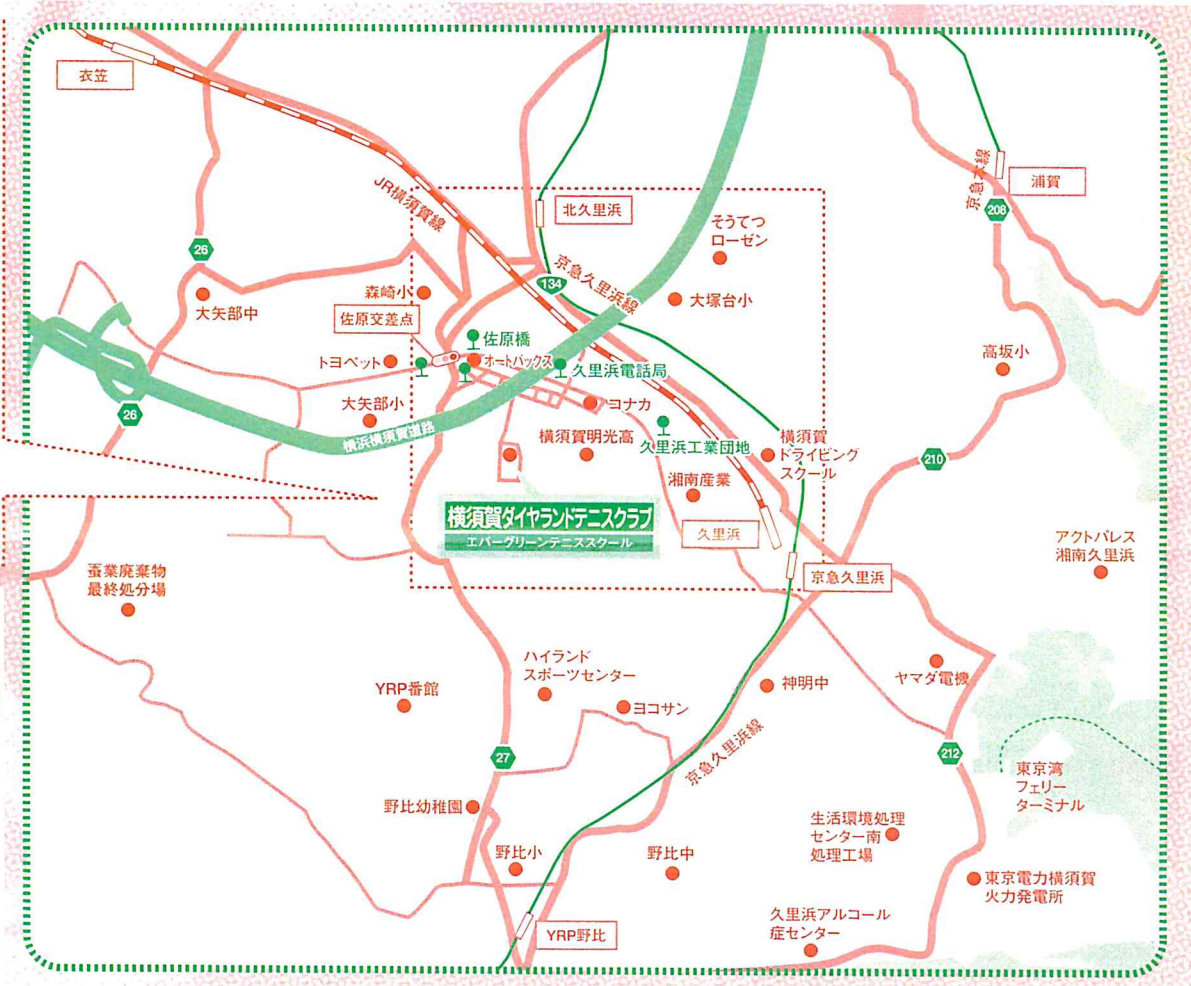 衣笠
JR横須賀線
北久里浜
京急本線
浦賀
208
そうてつ
ローゼン
26
京急久里浜線
134
大矢部中
森崎小
大塚台小
佐原交差点
佐原橋
トヨペット
オートバックス
久里浜電話局
高坂小
26
大矢部小
横浜横須賀道路
ヨナカ
横須賀明光高
久里浜工業団地
横須賀
ドライビング
スクール
210
湘南産業
横須賀ダイヤランドテニスクラブ
エバーグリーンテニススクール
久里浜
京急久里浜
アクトパレス
湘南久里浜
蚕業廃棄物
最終処分場
ハイランド
スポーツセンター
YRP番館
ヨコサン
神明中
ヤマダ電機
27
京急久里浜線
212
東京湾
フェリー
ターミナル
野比幼稚園
野比小
野比中
生活環境処理
センター南
処理工場
東京電力横須賀
火力発電所
久里浜アルコール
症センター
YRP野比